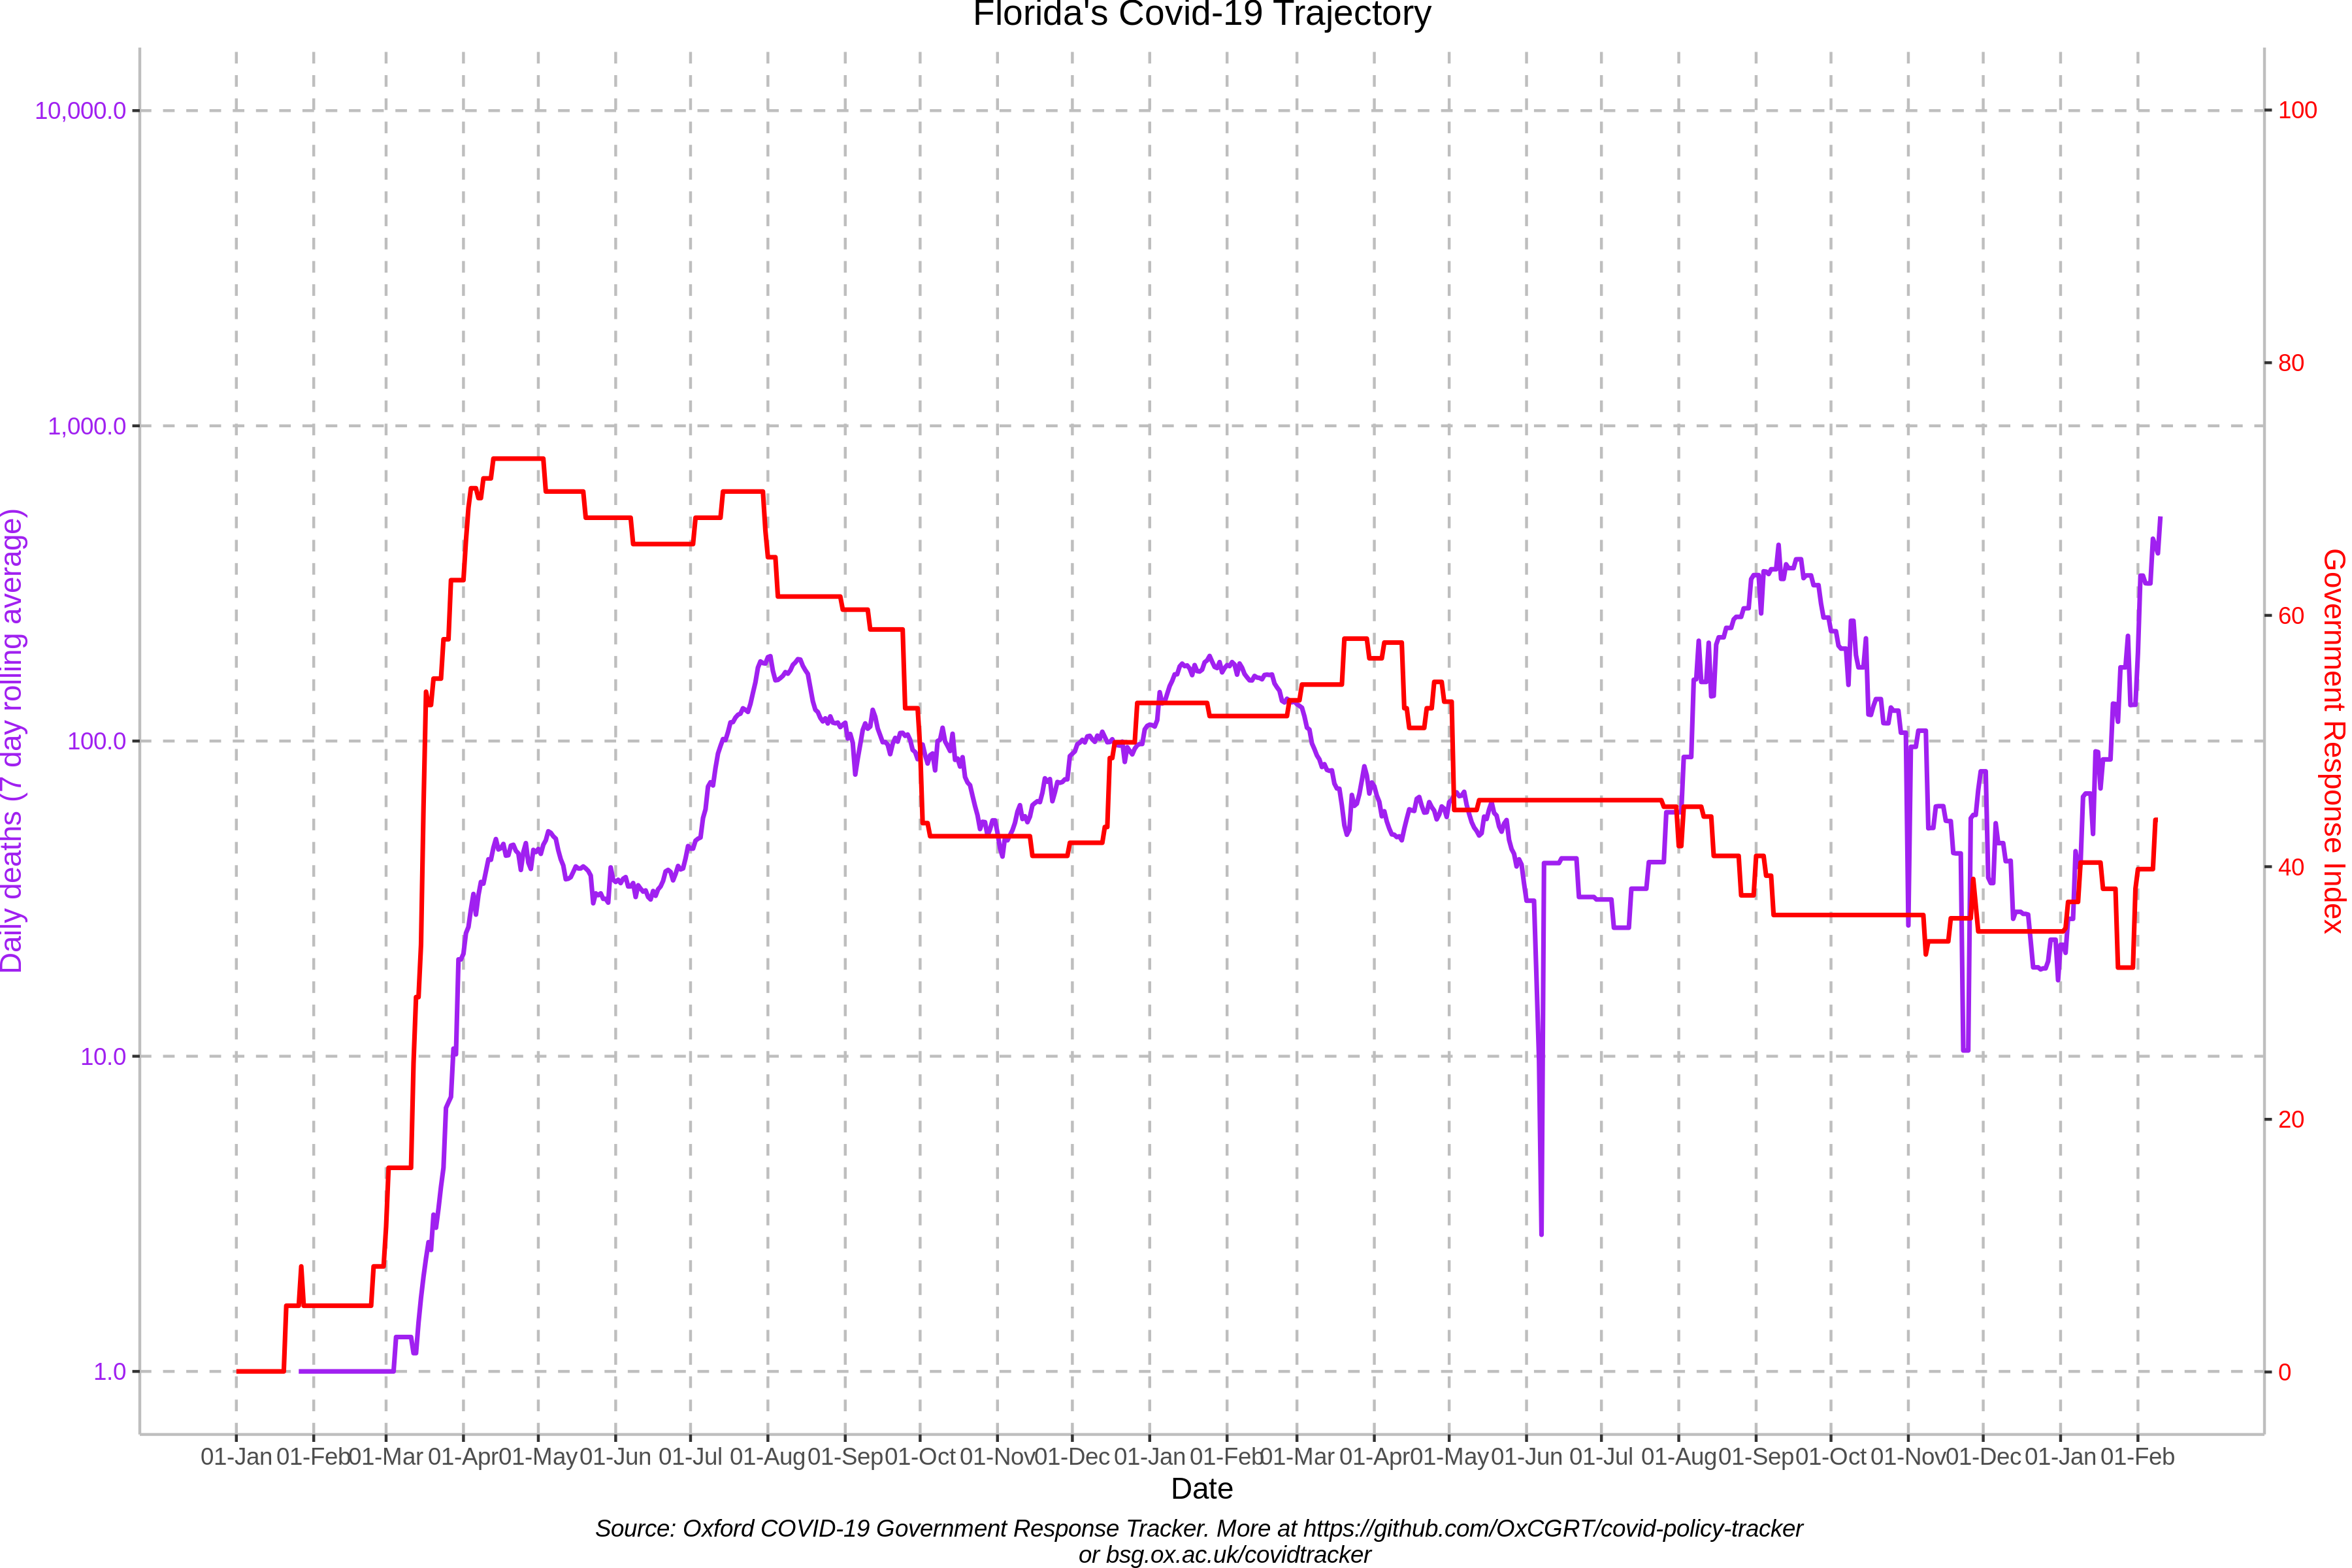 Florida's Covid-19 Trajectory
10,000.0
1,000.0
100.0
10.0
1.0
Daily deaths (7 day rolling average)
100
80
60
40
20
0
Government Response Index
01-Jan 01-Feb 01-Mar 01-Apr 01-May 01-Jun 01-Jul 01-Aug 01-Sep 01-Oct 01-Nov 01-Dec 01-Jan 01-Feb 01-Mar 01-Apr 01-May 01-Jun 01-Jul 01-Aug 01-Sep 01-Oct 01-Nov 01-Dec 01-Jan 01-Feb
Date
Source: Oxford COVID-19 Government Response Tracker. More at https://github.com/OxCGRT/covid-policy-tracker
or bsg.ox.ac.uk/covidtracker